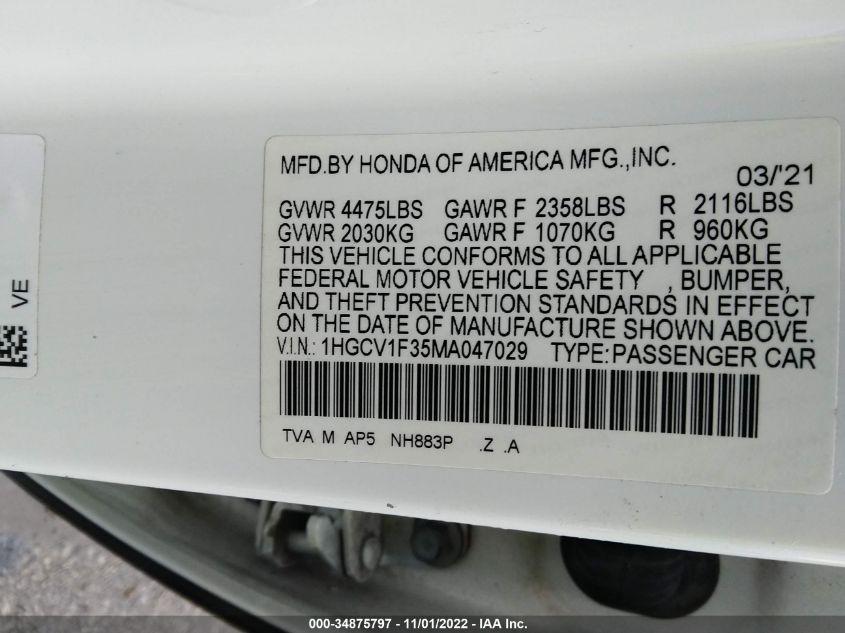 MFD.BY HONDA OF AMERICA MFG.,INC.
03/'21
GVWR 4475LBS GAWR F 2358LBS R 2116LBS
GVWR 2030KG GAWR F 1070KG R 960KG
THIS VEHICLE CONFORMS TO ALL APPLICABLE
FEDERAL MOTOR VEHICLE SAFETY , BUMPER,
AND THEFT PREVENTION STANDARDS IN EFFECT
ON THE DATE OF MANUFACTURE SHOWN ABOVE.
V.I.N.: 1HGCV1F35MA047029 TYPE:PASSENGER CAR
TVA M AP5 NH883P .Z .A
VE
000-34875797 - 11/01/2022 - IAA Inc.